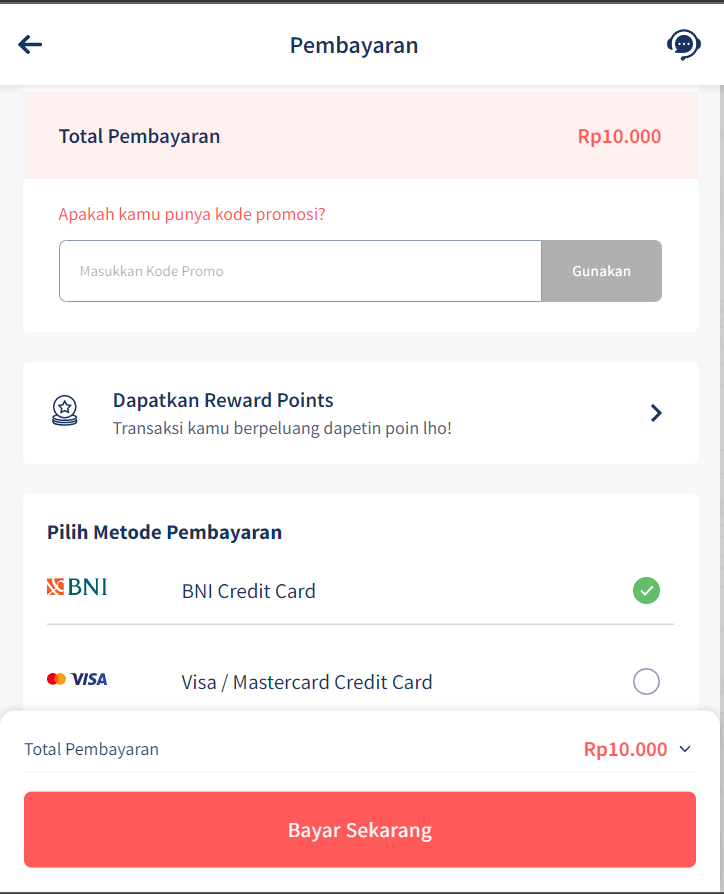 Pembayaran
Total Pembayaran Rp10.000
Apakah kamu punya kode promosi?
Masukkan Kode Promo Gunakan
Dapatkan Reward Points
Transaksi kamu berpeluang dapetin poin lho!
Pilih Metode Pembayaran
BNI BNI Credit Card
VISA Visa / Mastercard Credit Card
Total Pembayaran Rp10.000
Bayar Sekarang